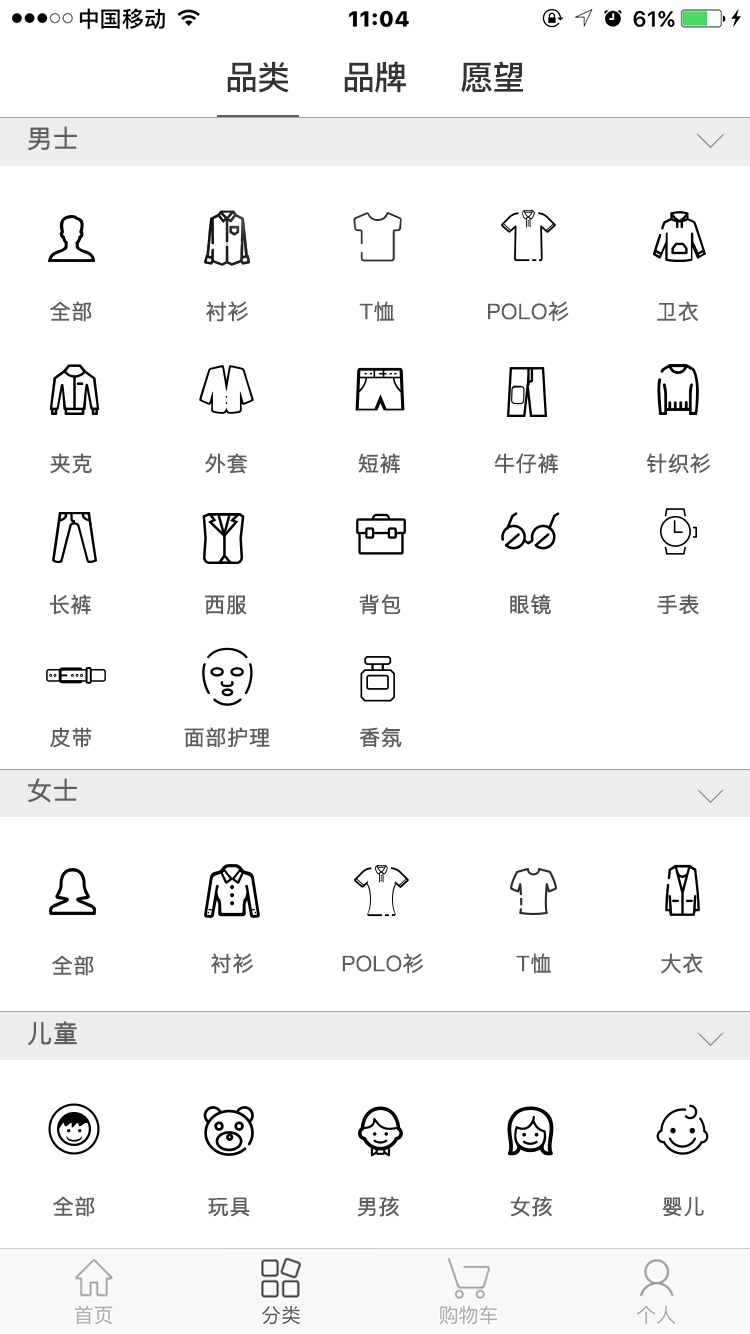 中国移动 11:04 61%
品类 品牌 愿望
男士
全部 衬衫 T恤 POLO衫 卫衣
夹克 外套 短裤 牛仔裤 针织衫
长裤 西服 背包 眼镜 手表
皮带 面部护理 香氛
女士
全部 衬衫 POLO衫 T恤 大衣
儿童
全部 玩具 男孩 女孩 婴儿
首页 分类 购物车 个人